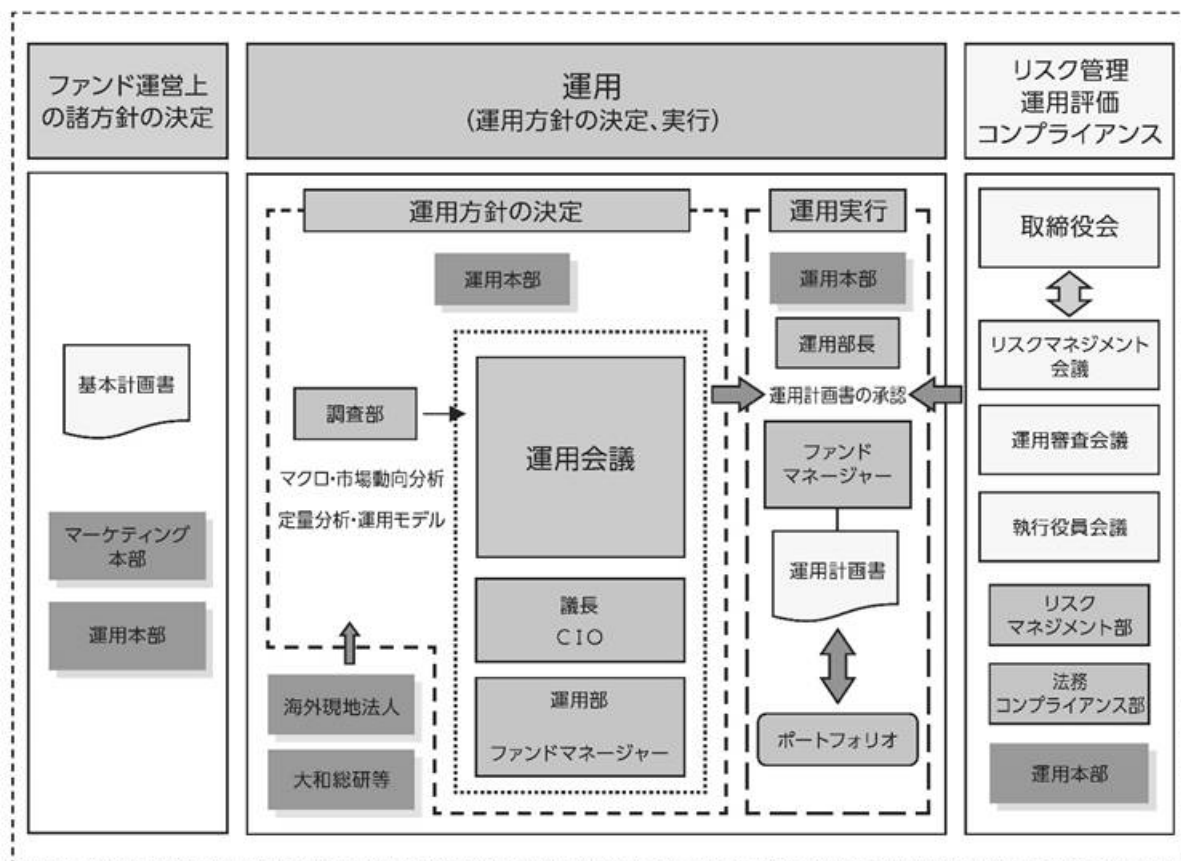 ファンド運営上
の諸方針の決定
運用
(運用方針の決定、実行)
リスク管理
運用評価
コンプライアンス
基本計画書
マーケティング
本部
運用本部
運用方針の決定
運用本部
調査部
マクロ・市場動向分析
定量分析・運用モデル
海外現地法人
大和総研等
運用会議
議長
CIO
運用部
ファンドマネージャー
運用実行
運用本部
運用部長
運用計画書の承認
ファンド
マネージャー
運用計画書
ポートフォリオ
取締役会
リスクマネジメント
会議
運用審査会議
執行役員会議
リスク
マネジメント部
法務
コンプライアンス部
運用本部